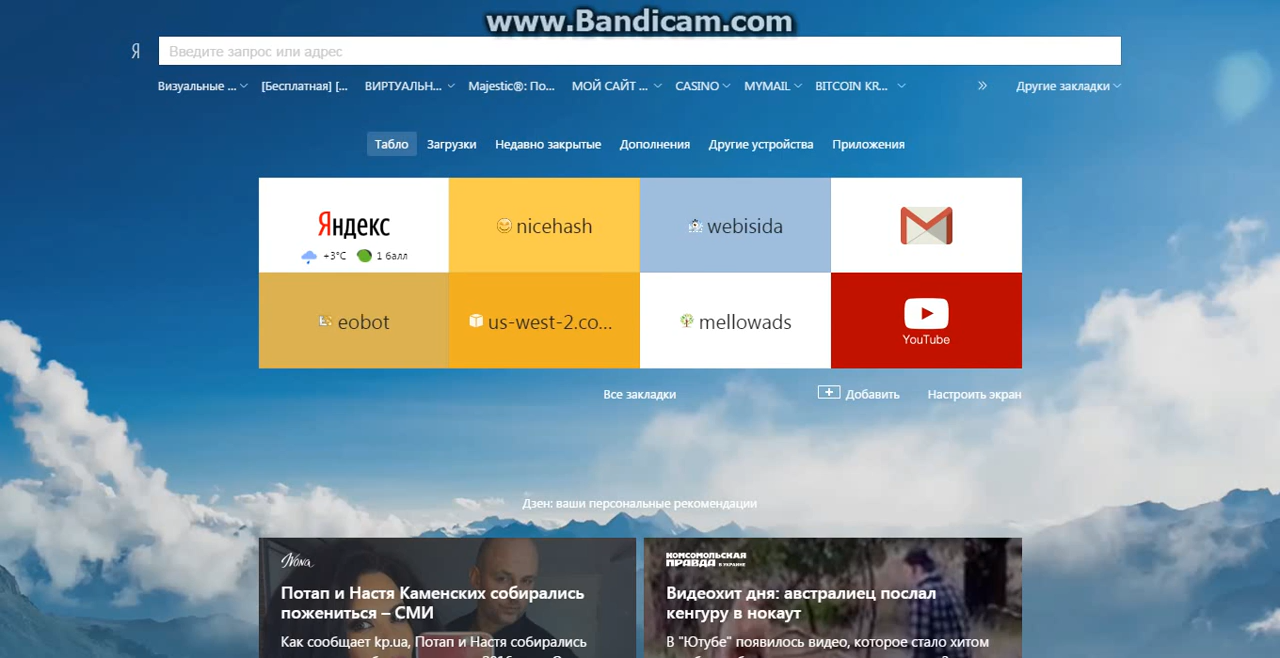 www.Bandicam.com
Я Введите запрос или адрес
Визуальные ... [Бесплатная] [... ВИРТУАЛЬН... Majestic®: По... МОЙ САЙТ ... CASINO MYMAIL BITCOIN KR... » Другие закладки
Табло Загрузки Недавно закрытые Дополнения Другие устройства Приложения
Яндекс nicehash webisida
+3°C 1 балл
eobot us-west-2.co... mellowads YouTube
Все закладки Добавить Настроить экран
Дзен: ваши персональные рекомендации
Nona
Потап и Настя Каменских собирались
пожениться – СМИ
Как сообщает kp.ua, Потап и Настя собирались
КОМСОМОЛЬСКАЯ
ПРАВДА В УКРАИНЕ
Видеохит дня: австралиец послал
кенгуру в нокаут
В "Ютубе" появилось видео, которое стало хитом